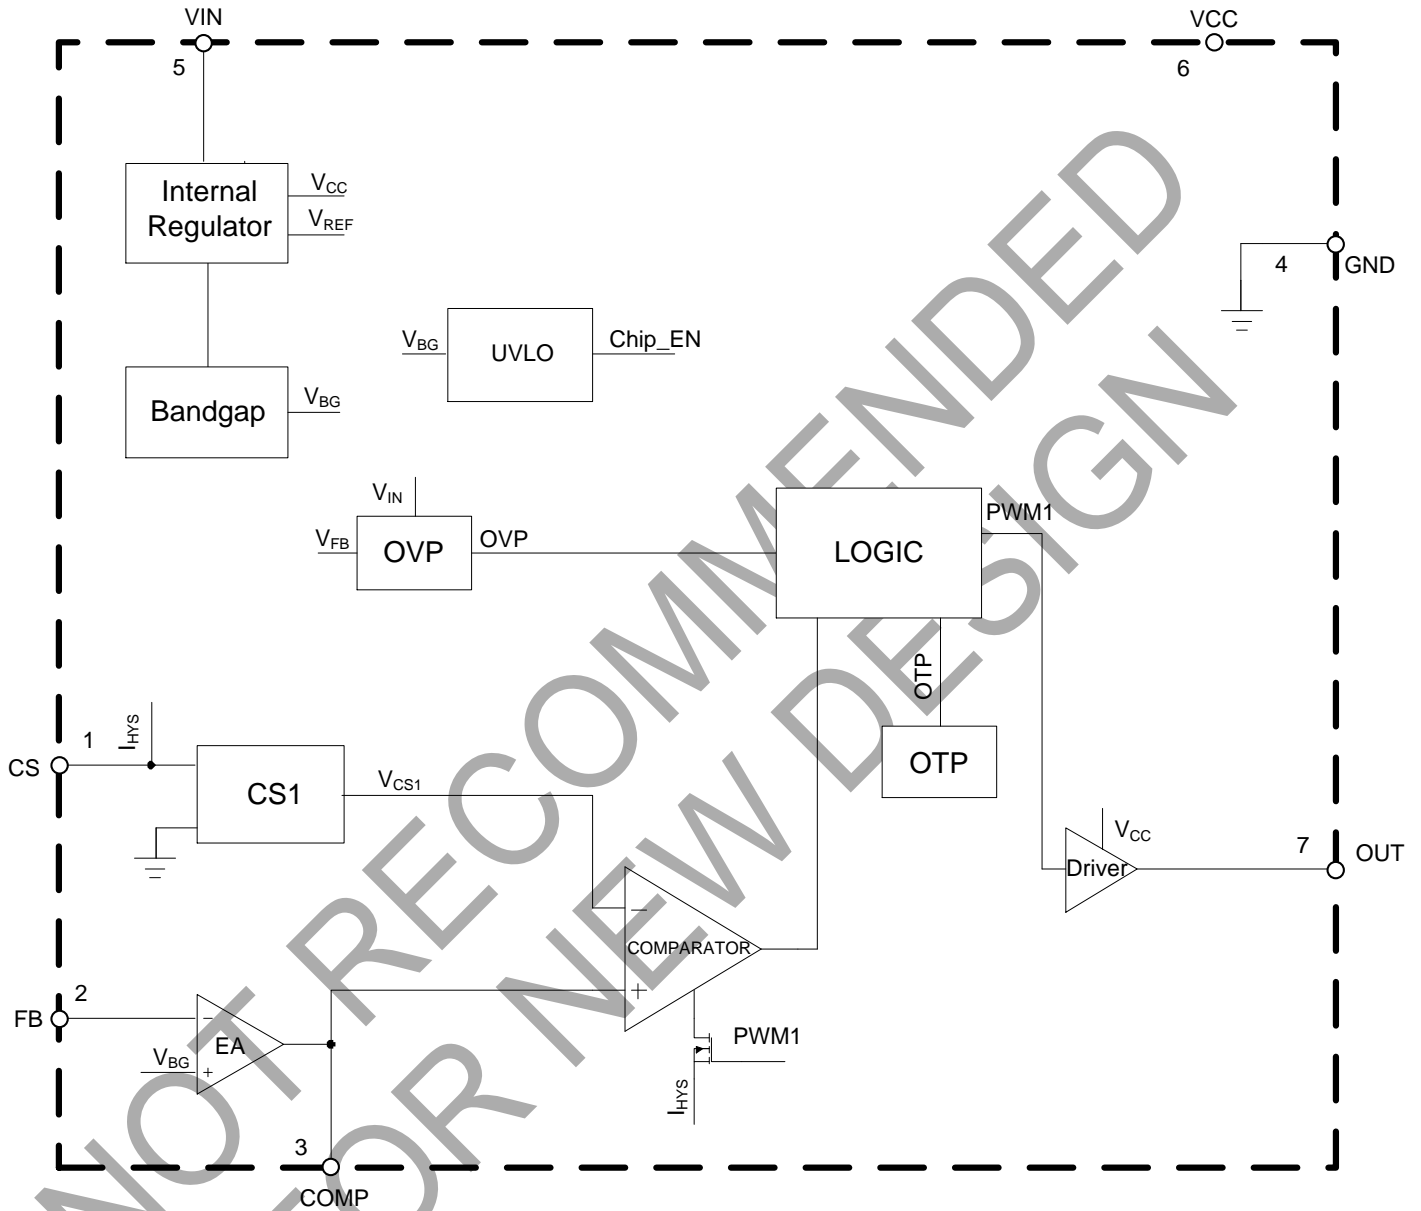 VIN
VCC
5
6
Internal
Regulator
VCC
VREF
4
GND
VBG
UVLO
Chip_EN
Bandgap
VBG
VIN
VFB
OVP
OVP
LOGIC
PWM1
OTP
OTP
1
IHYS
CS
CS1
VCS1
VCC
Driver
7
OUT
−
COMPARATOR
+
2
FB
−
EA
VBG
+
PWM1
IHYS
3
COMP
NOT RECOMMENDED
FOR NEW DESIGN